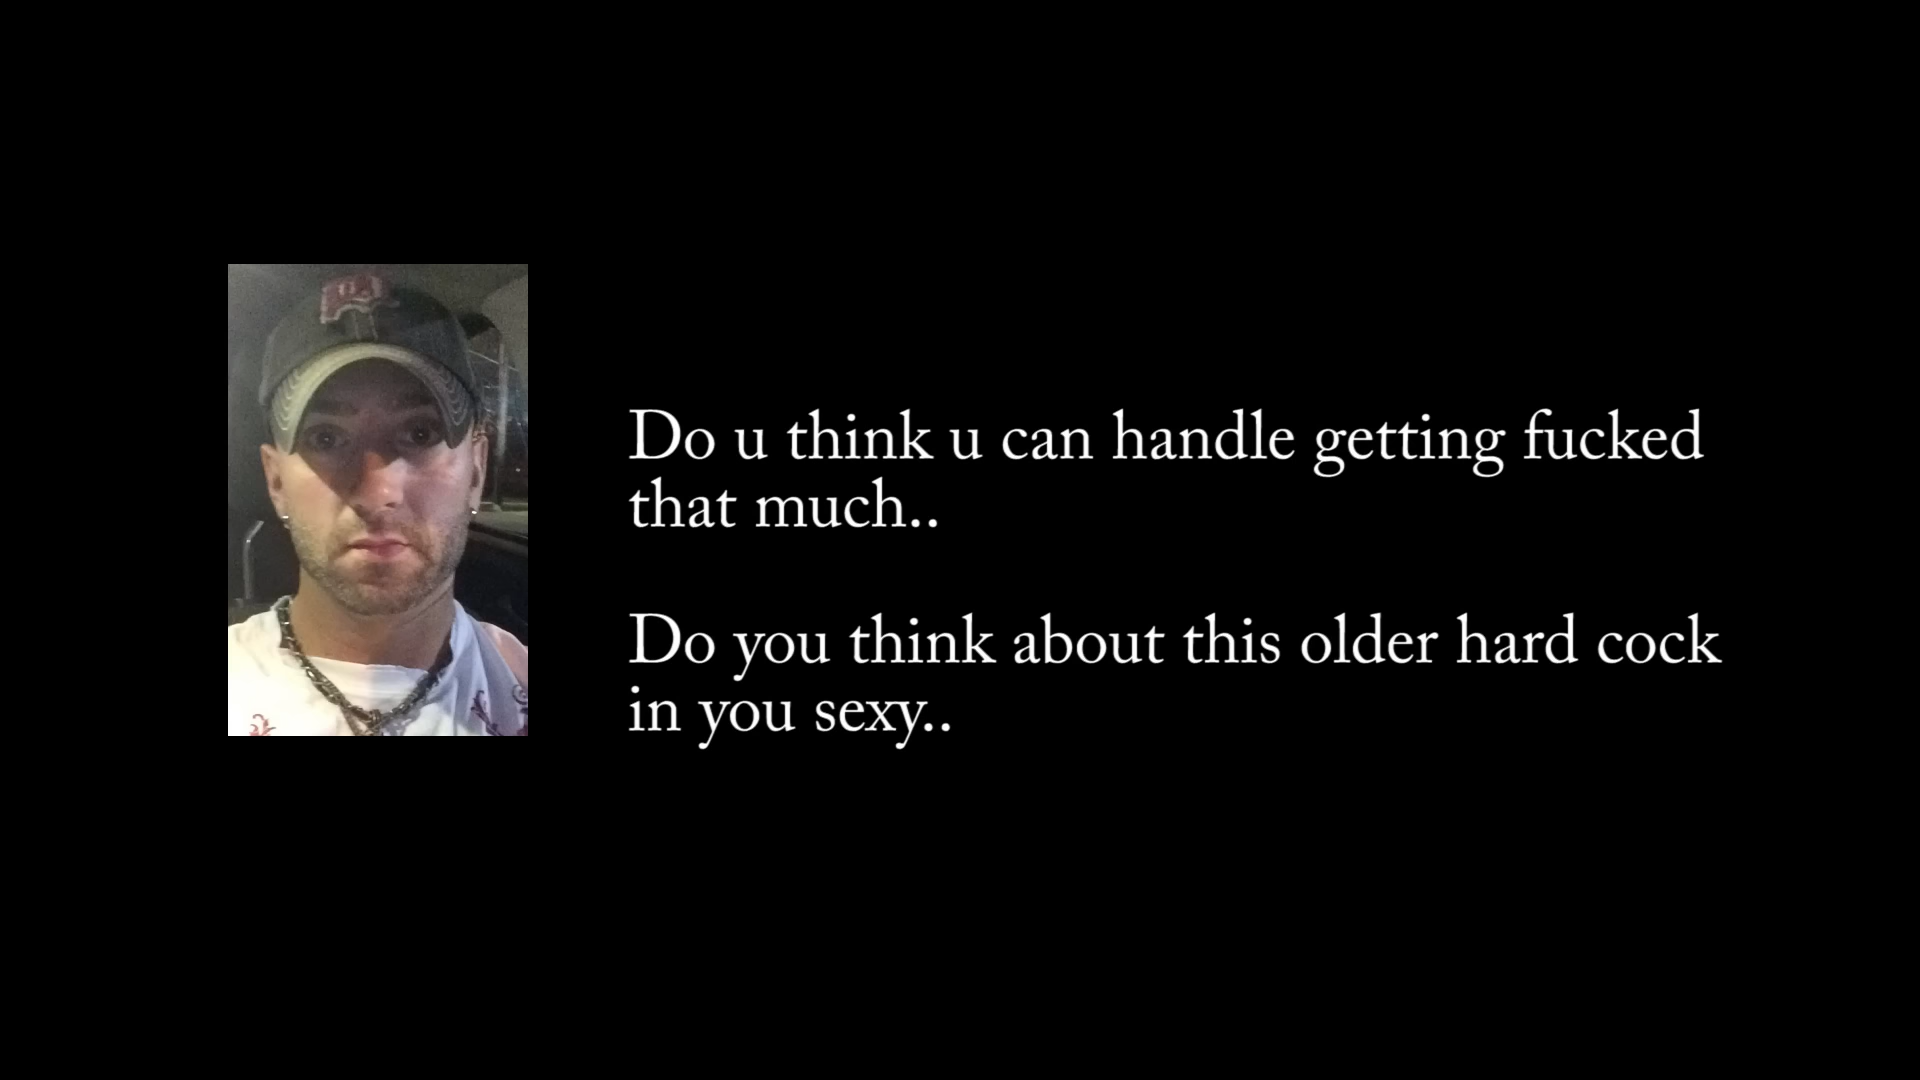 Do u think u can handle getting fucked
that much..
Do you think about this older hard cock
in you sexy..